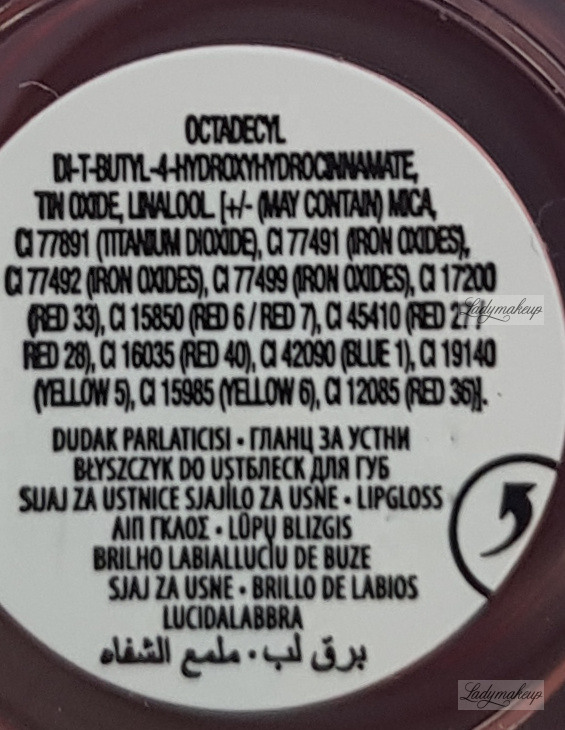 OCTADECYL
DI-T-BUTYL-4-HYDROXYHYDROCINNAMATE,
TIN OXIDE, LINALOOL. [+/- (MAY CONTAIN) MICA,
CI 77891 (TITANIUM DIOXIDE), CI 77491 (IRON OXIDES),
CI 77492 (IRON OXIDES), CI 77499 (IRON OXIDES), CI 17200
(RED 33), CI 15850 (RED 6 / RED 7), CI 45410 (RED 27 /
RED 28), CI 16035 (RED 40), CI 42090 (BLUE 1), CI 19140
(YELLOW 5), CI 15985 (YELLOW 6), CI 12085 (RED 36)].
DUDAK PARLATICISI • ГЛАНЦ ЗА УСТНИ
BŁYSZCZYK DO USTБЛЕСК ДЛЯ ГУБ
SIJAJ ZA USTNICE SJAJILO ZA USNE • LIPGLOSS
ΛΙΠ ΓΚΛΟΣ • LŪPŲ BLIZGIS
BRILHO LABIALLUCIU DE BUZE
SJAJ ZA USNE • BRILLO DE LABIOS
LUCIDALABBRA
برق لب • ملمع الشفاه
Ladymakeup
Ladymakeup
Ladymakeup